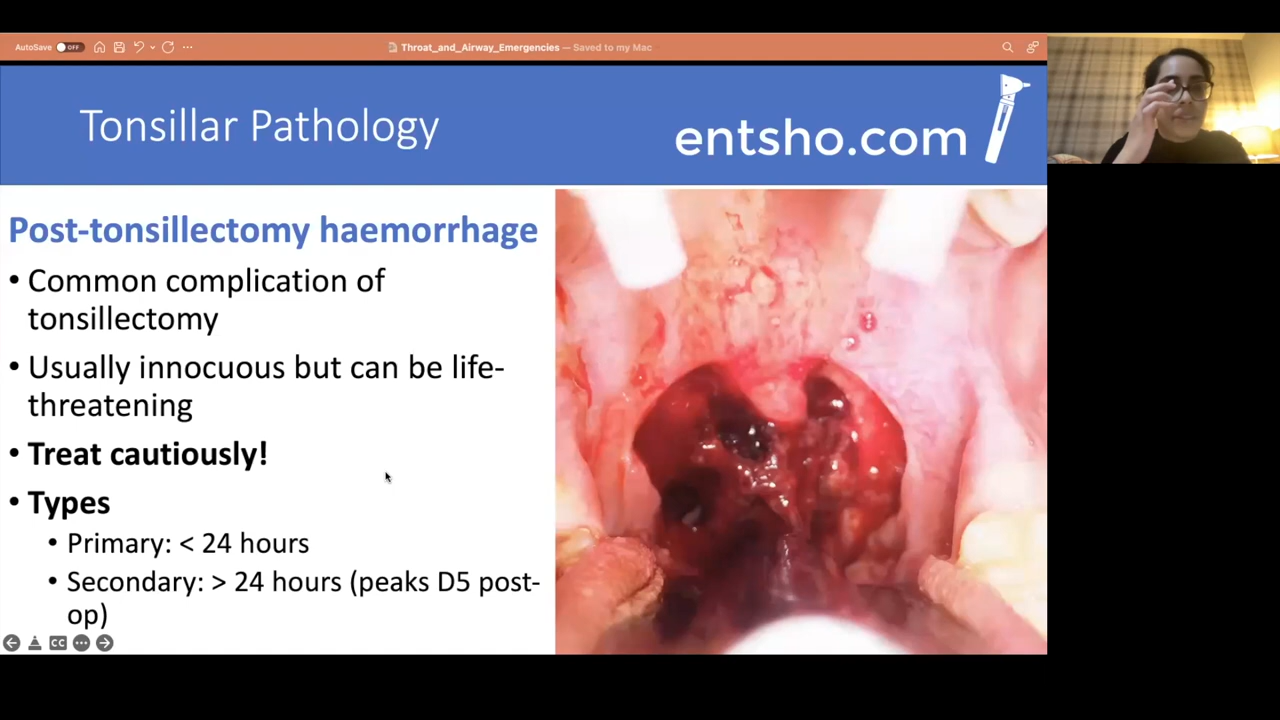 AutoSave OFF
Throat_and_Airway_Emergencies — Saved to my Mac
Tonsillar Pathology
entsho.com
Post-tonsillectomy haemorrhage
• Common complication of
tonsillectomy
• Usually innocuous but can be life-
threatening
• Treat cautiously!
• Types
• Primary: < 24 hours
• Secondary: > 24 hours (peaks D5 post-
op)
CC